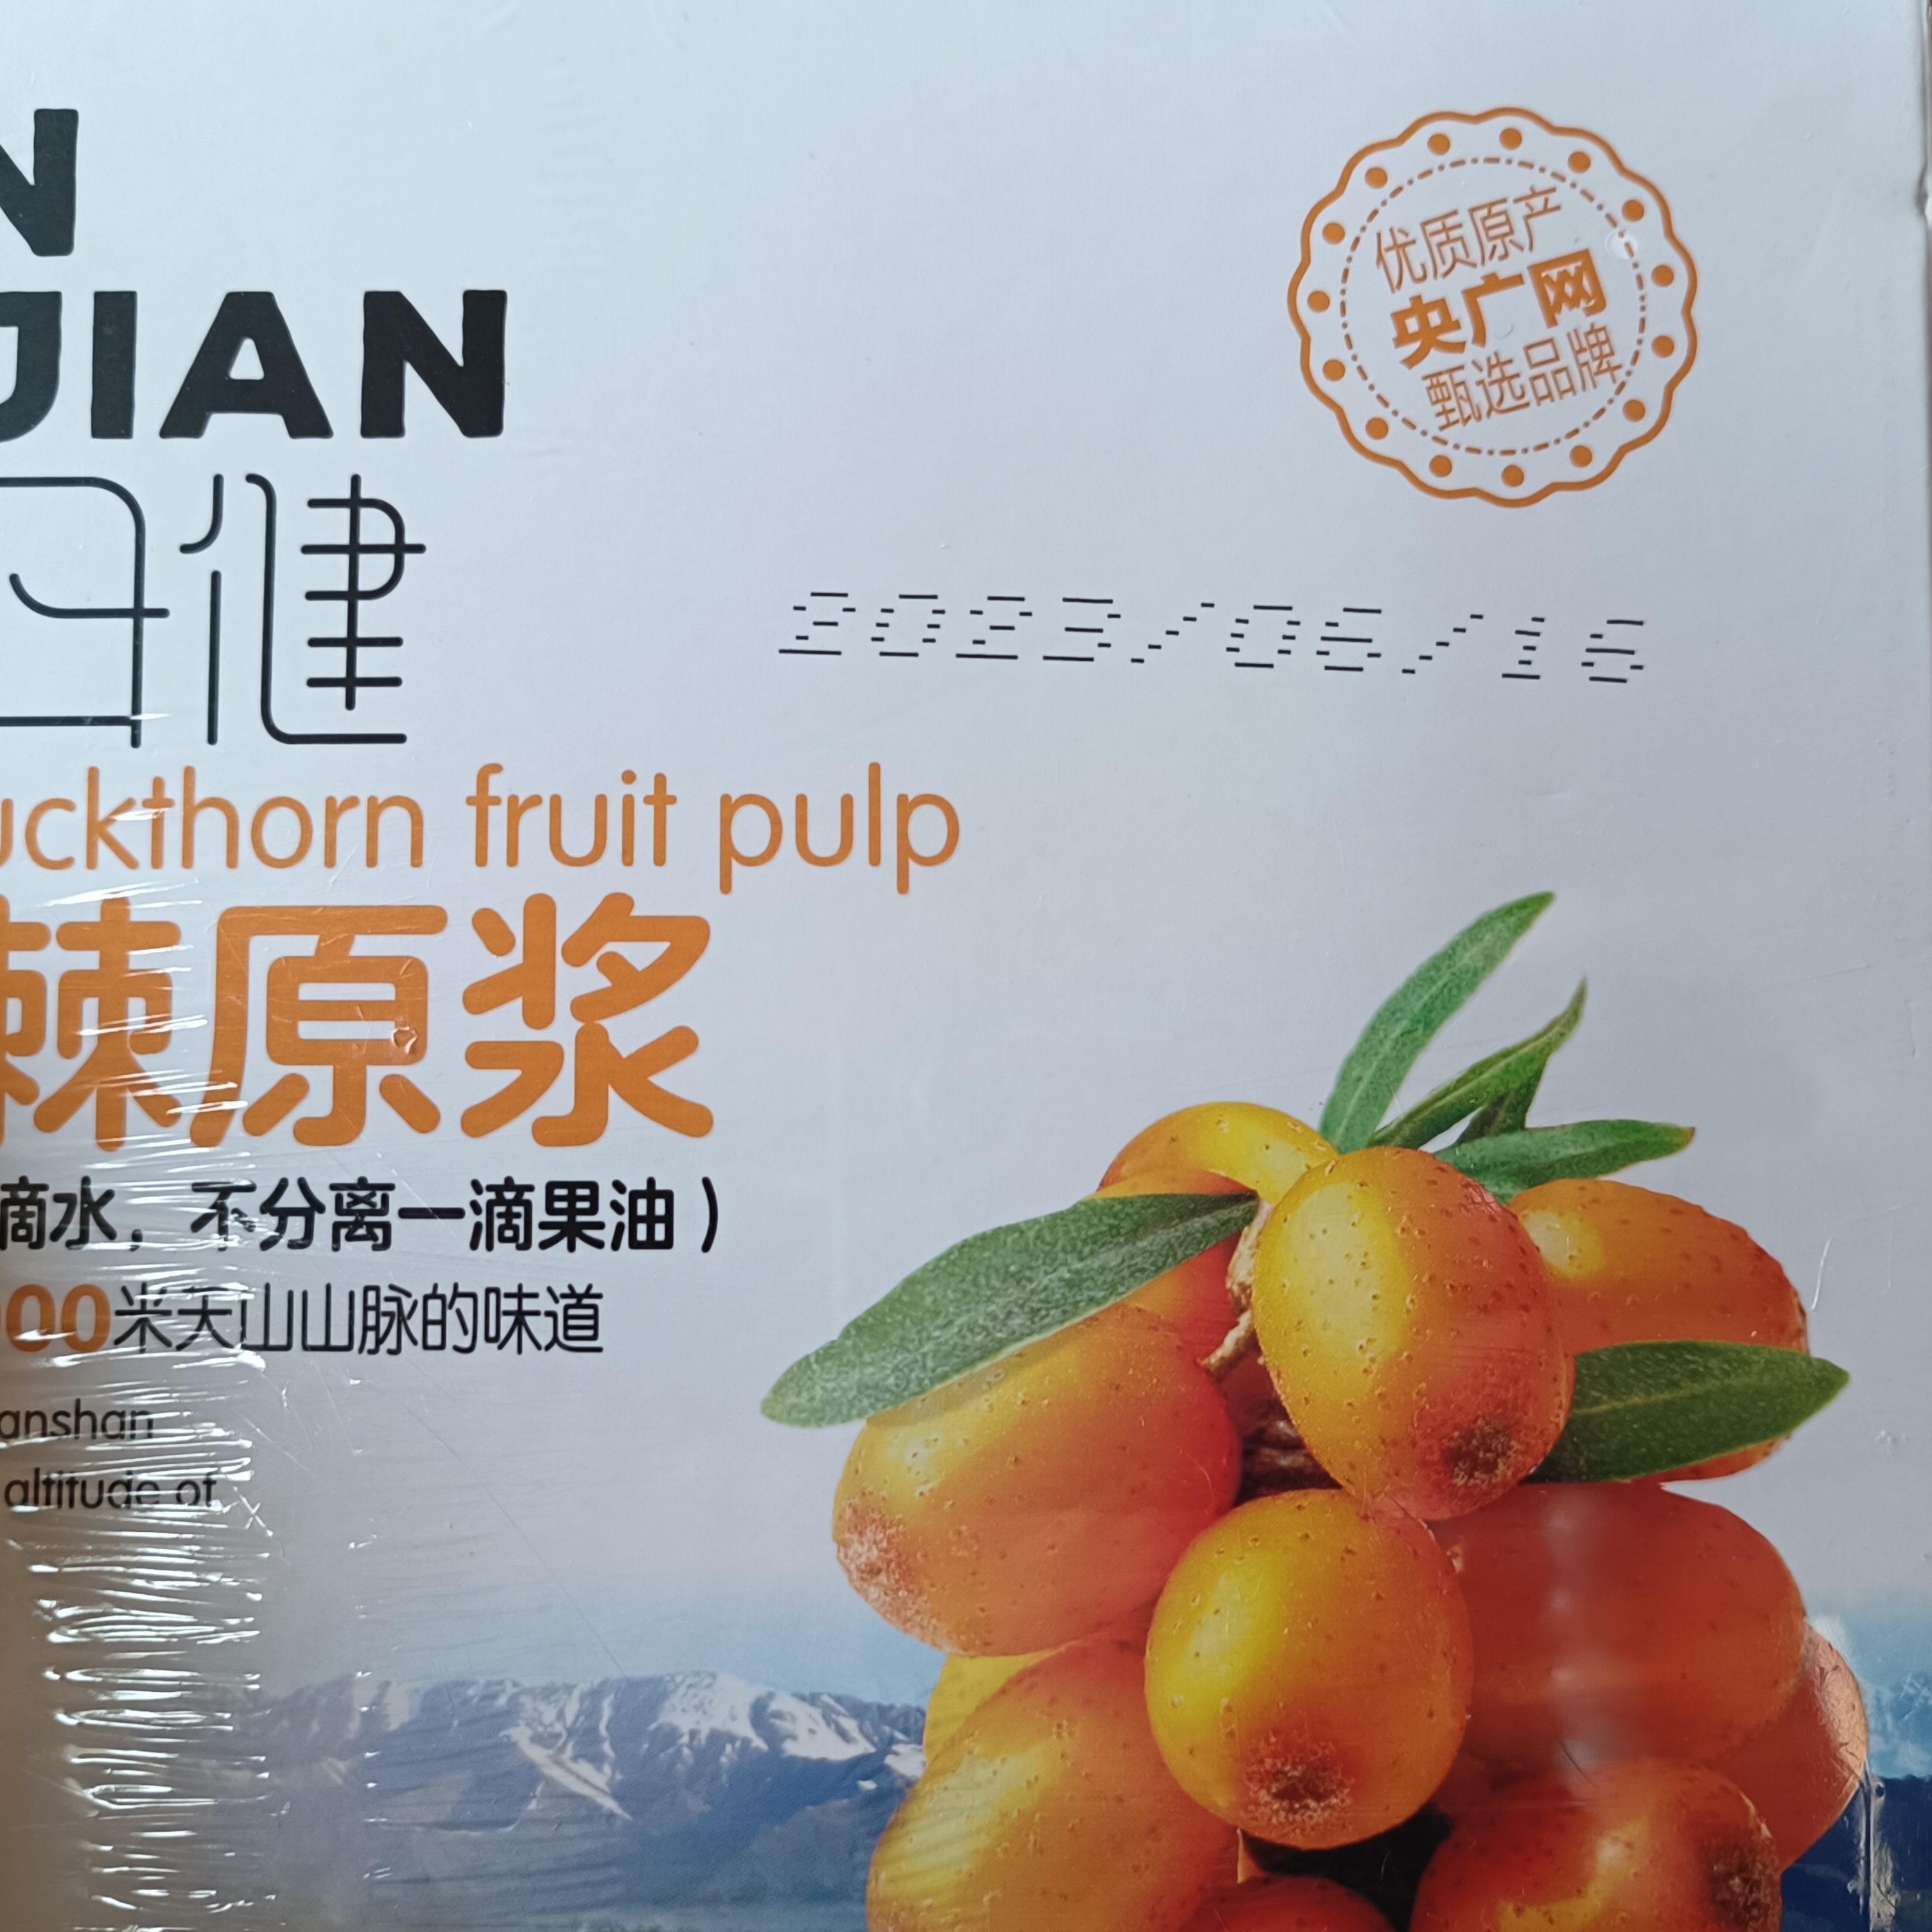 N
JIAN
健
优质原产
央广网
甄选品牌
2023/06/16
uckthorn fruit pulp
棘原浆
滴水，不分离一滴果油）
000米天山山脉的味道
anshan
altitude of